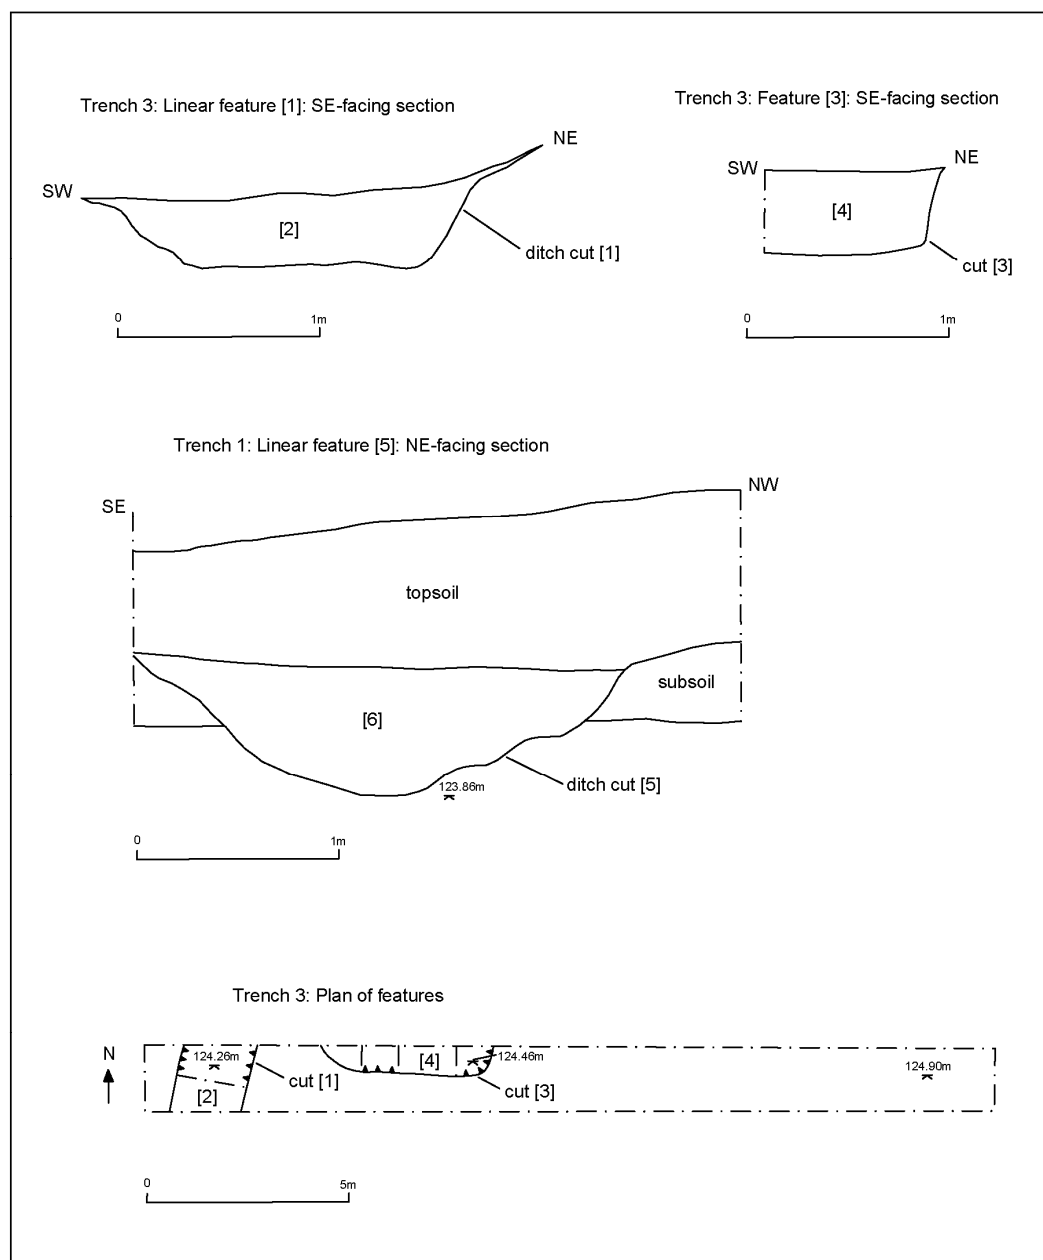 Trench 3: Linear feature [1]: SE-facing section
Trench 3: Feature [3]: SE-facing section
NE
SW
[2]
ditch cut [1]
0 1m
SW
NE
[4]
cut [3]
0 1m
Trench 1: Linear feature [5]: NE-facing section
SE
NW
topsoil
subsoil
[6]
ditch cut [5]
123.86m
0 1m
Trench 3: Plan of features
N
124.26m
cut [1]
[2]
[4]
124.46m
cut [3]
124.90m
0 5m